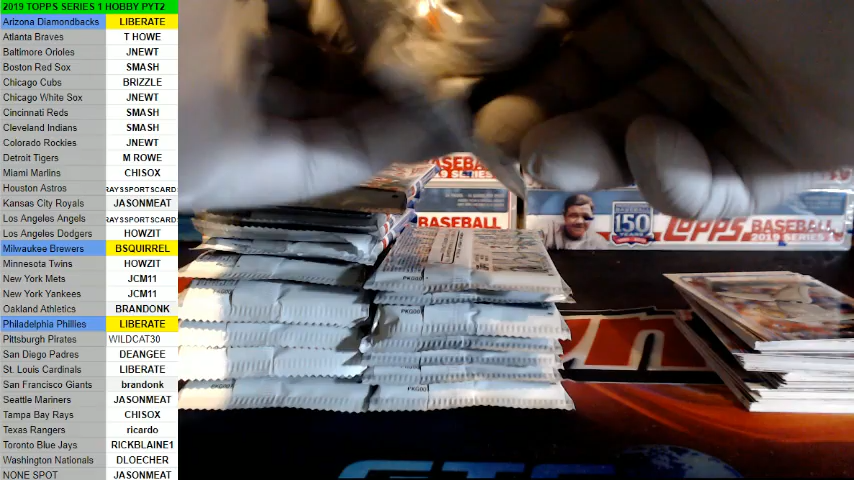 2019 TOPPS SERIES 1 HOBBY PYT2
Arizona Diamondbacks LIBERATE
Atlanta Braves T HOWE
Baltimore Orioles JNEWT
Boston Red Sox SMASH
Chicago Cubs BRIZZLE
Chicago White Sox JNEWT
Cincinnati Reds SMASH
Cleveland Indians SMASH
Colorado Rockies JNEWT
Detroit Tigers M ROWE
Miami Marlins CHISOX
Houston Astros RAYSSPORTSCARD
Kansas City Royals JASONMEAT
Los Angeles Angels RAYSSPORTSCARD
Los Angeles Dodgers HOWZIT
Milwaukee Brewers BSQUIRREL
Minnesota Twins HOWZIT
New York Mets JCM11
New York Yankees JCM11
Oakland Athletics BRANDONK
Philadelphia Phillies LIBERATE
Pittsburgh Pirates WILDCAT30
San Diego Padres DEANGEE
St. Louis Cardinals LIBERATE
San Francisco Giants brandonk
Seattle Mariners JASONMEAT
Tampa Bay Rays CHISOX
Texas Rangers ricardo
Toronto Blue Jays RICKBLAINE1
Washington Nationals DLOECHER
NONE SPOT JASONMEAT
BASEBALL
19 SERIES
BASEBALL
150
YEARS
TOPPS BASEBALL
2019 SERIES 1